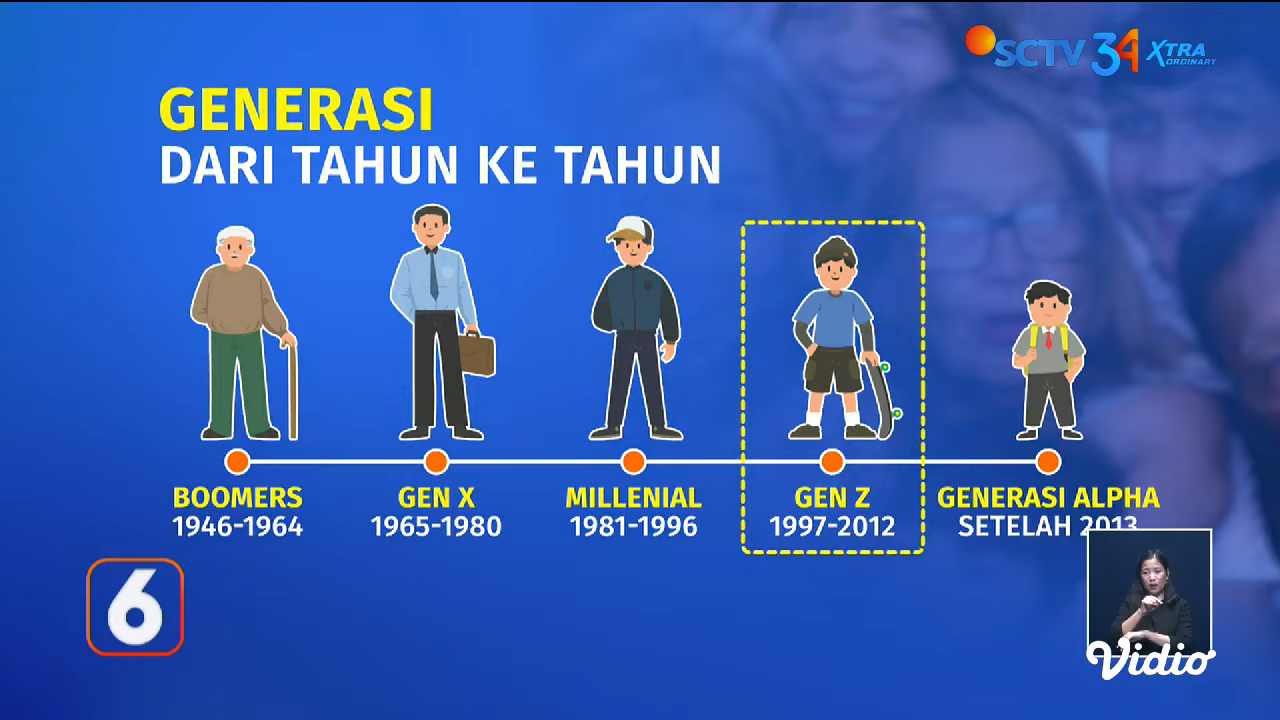 SCTV 34 XTRA
ORDINARY
GENERASI
DARI TAHUN KE TAHUN
BOOMERS
1946-1964
GEN X
1965-1980
MILLENIAL
1981-1996
GEN Z
1997-2012
GENERASI ALPHA
SETELAH 2013
6
Vidio